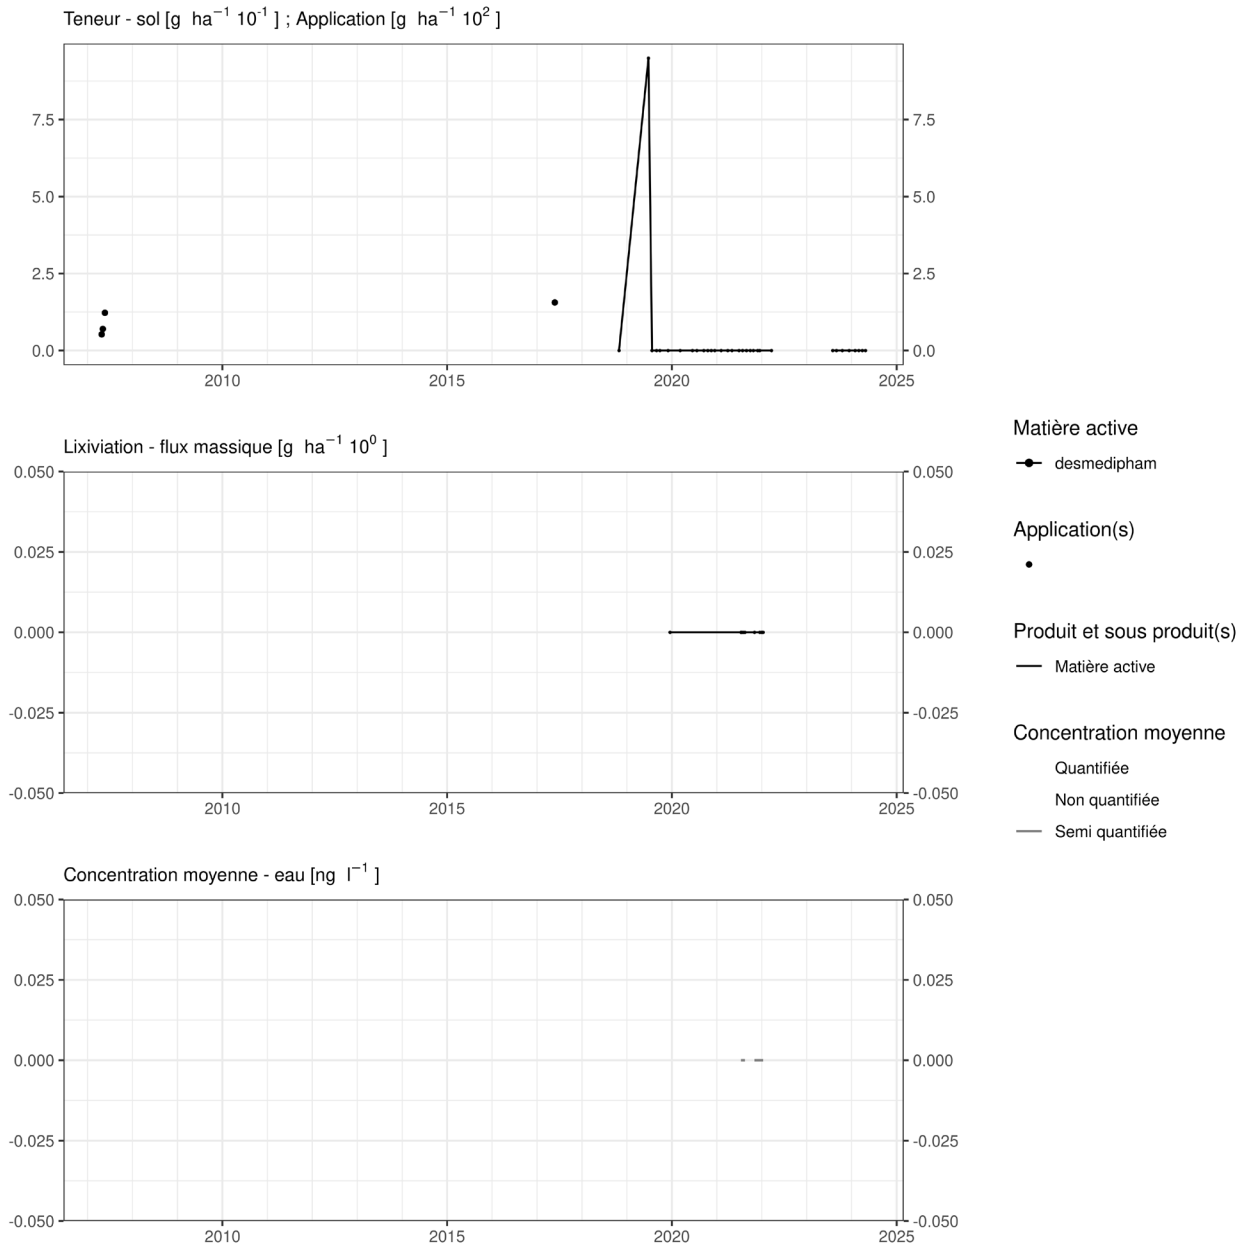 Teneur - sol [g ha⁻¹ 10⁻¹ ] ; Application [g ha⁻¹ 10² ]
7.5 7.5
5.0 5.0
2.5 2.5
0.0 0.0
2010 2015 2020 2025
Lixiviation - flux massique [g ha⁻¹ 10⁰ ]
0.050 0.050
0.025 0.025
0.000 0.000
-0.025 -0.025
-0.050 -0.050
2010 2015 2020 2025
Concentration moyenne - eau [ng l⁻¹ ]
0.050 0.050
0.025 0.025
0.000 0.000
-0.025 -0.025
-0.050 -0.050
2010 2015 2020 2025
Matière active
desmedipham
Application(s)
Produit et sous produit(s)
Matière active
Concentration moyenne
Quantifiée
Non quantifiée
Semi quantifiée